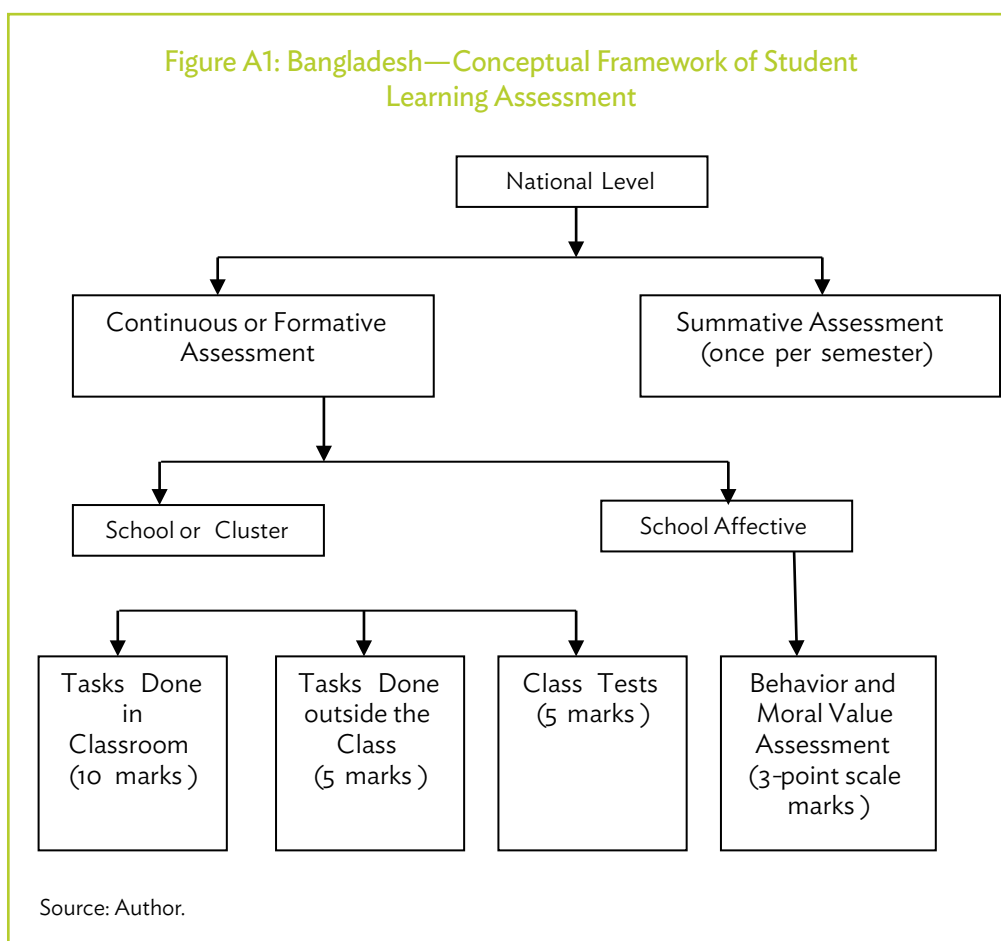 Figure A1: Bangladesh—Conceptual Framework of Student
Learning Assessment
National Level
Continuous or Formative
Assessment
Summative Assessment
(once per semester)
School or Cluster
School Affective
Tasks Done
in
Classroom
(10 marks )
Tasks Done
outside the
Class
(5 marks )
Class Tests
(5 marks )
Behavior and
Moral Value
Assessment
(3-point scale
marks )
Source: Author.